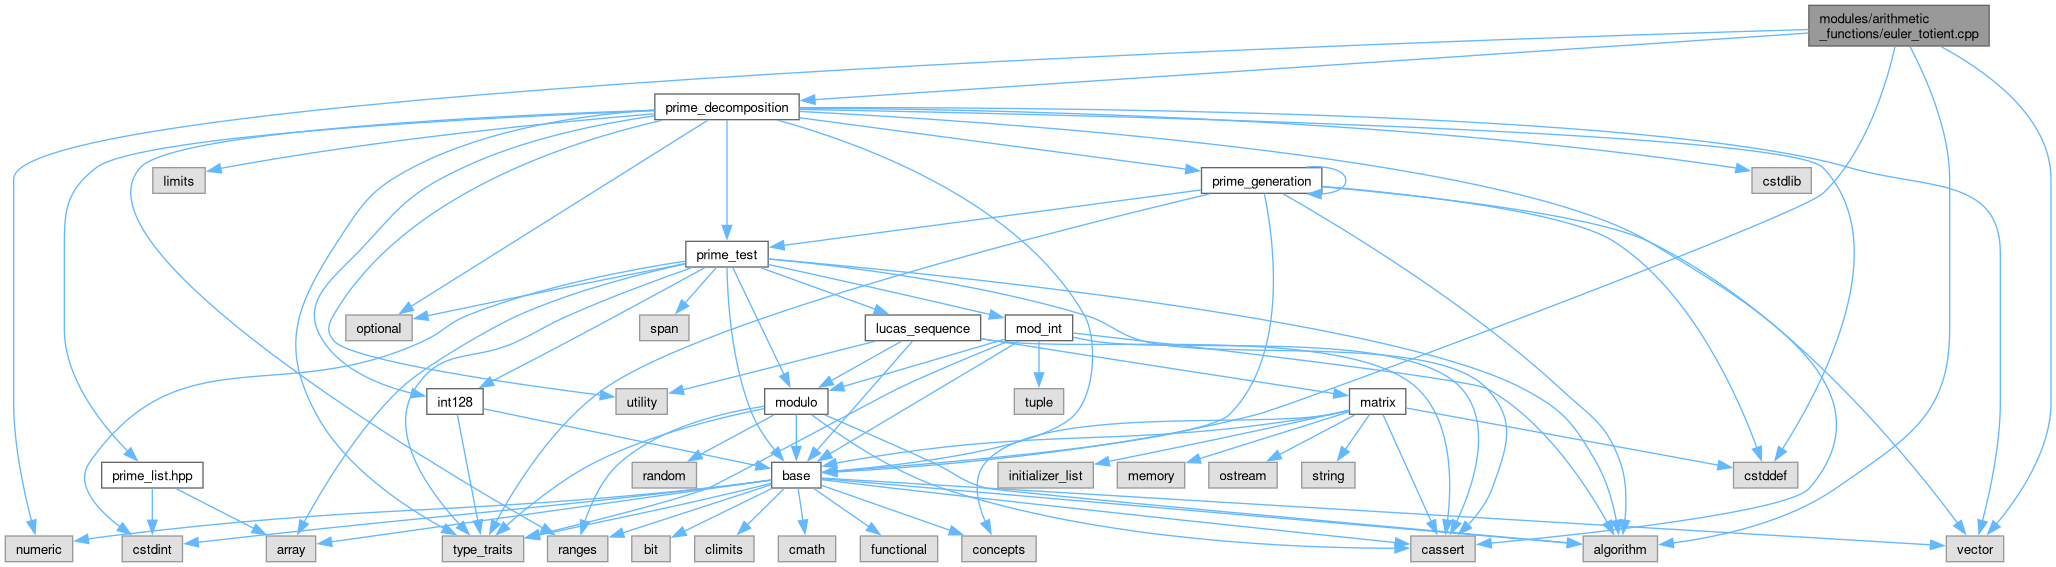 modules/arithmetic
_functions/euler_totient.cpp
prime_decomposition
limits
prime_generation
cstdlib
prime_test
optional
span
lucas_sequence
mod_int
int128
utility
modulo
tuple
matrix
prime_list.hpp
random
base
initializer_list
memory
ostream
string
cstddef
numeric
cstdint
array
type_traits
ranges
bit
climits
cmath
functional
concepts
cassert
algorithm
vector